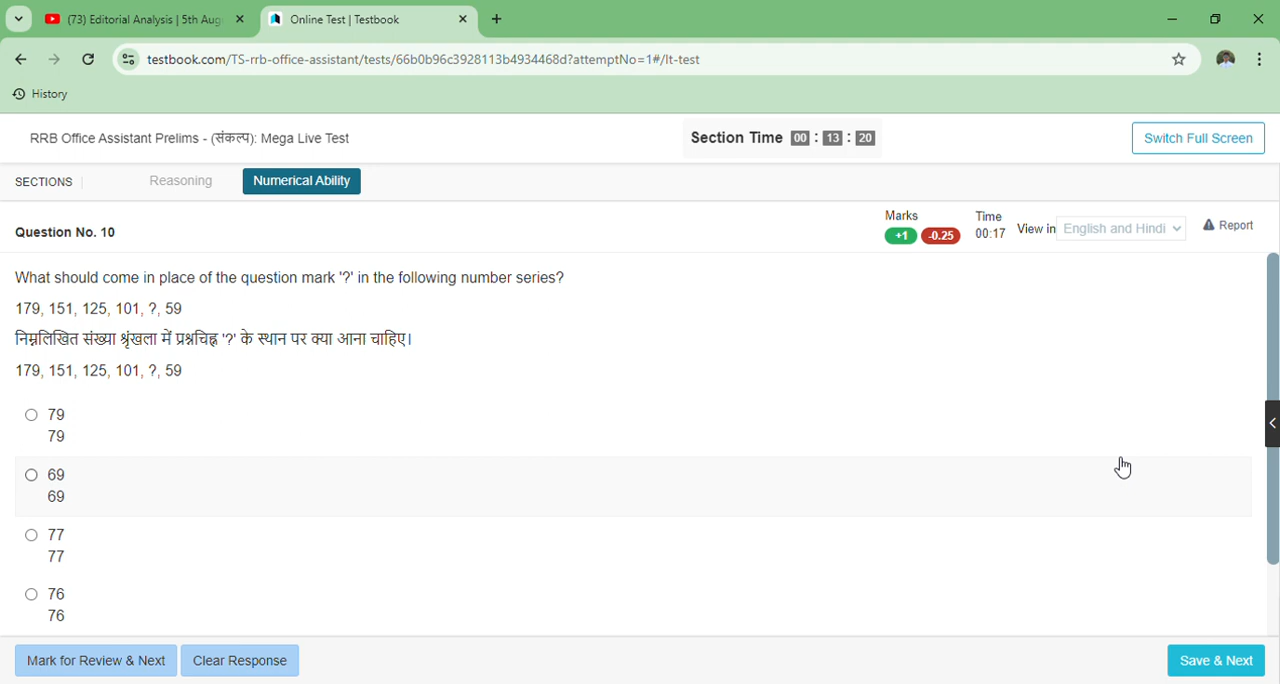 (73) Editorial Analysis | 5th Aug
Online Test | Testbook
testbook.com/TS-rrb-office-assistant/tests/66b0b96c3928113b4934468d?attemptNo=1#/lt-test
History
RRB Office Assistant Prelims - (संकल्प): Mega Live Test
Section Time 00 : 13 : 20
Switch Full Screen
SECTIONS
Reasoning
Numerical Ability
Question No. 10
Marks
+1 -0.25
Time
00:17
View in English and Hindi
Report
What should come in place of the question mark '?' in the following number series?
179, 151, 125, 101, ?, 59
निम्नलिखित संख्या श्रृंखला में प्रश्नचिह्न '?' के स्थान पर क्या आना चाहिए।
179, 151, 125, 101, ?, 59
79
79
69
69
77
77
76
76
Mark for Review & Next
Clear Response
Save & Next